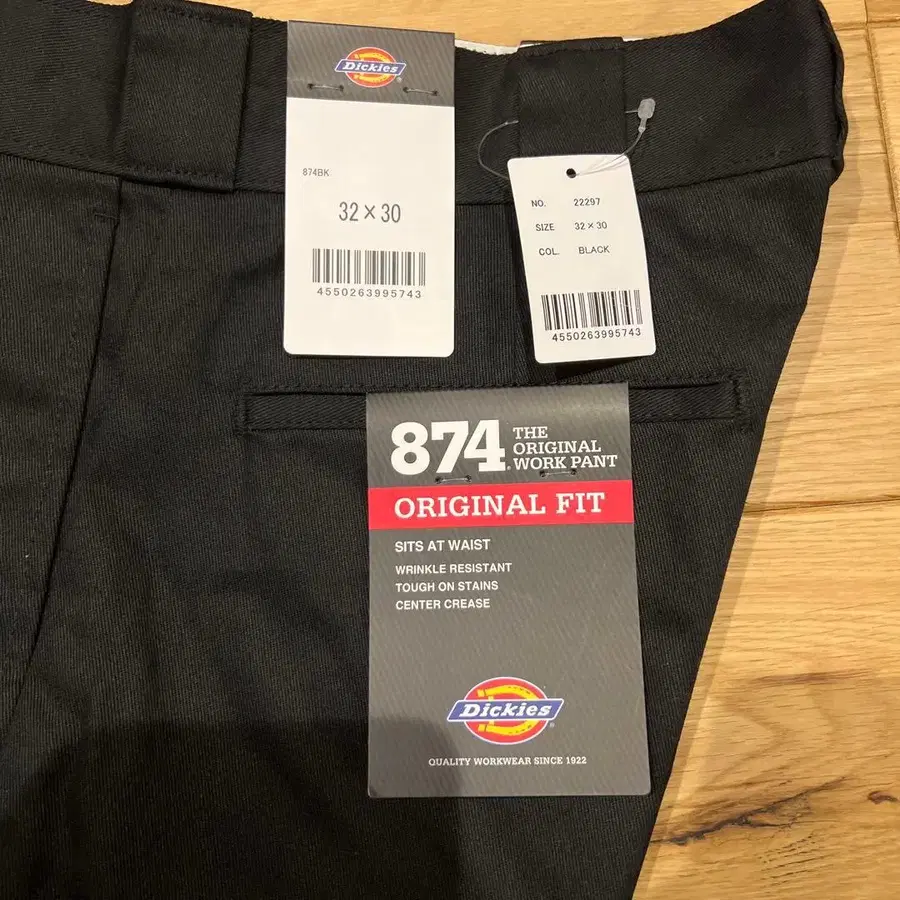 Dickies
874BK
32×30
4550263995743
NO. 22297
SIZE 32×30
COL. BLACK
4550263995743
874 THE
ORIGINAL
WORK PANT
ORIGINAL FIT
SITS AT WAIST
WRINKLE RESISTANT
TOUGH ON STAINS
CENTER CREASE
Dickies
QUALITY WORKWEAR SINCE 1922